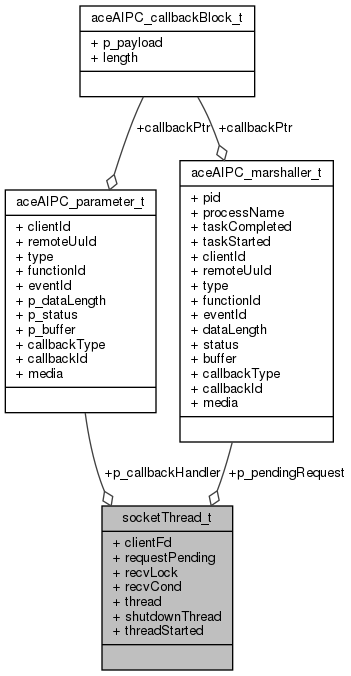 aceAIPC_callbackBlock_t
+ p_payload
+ length
+callbackPtr
+callbackPtr
aceAIPC_parameter_t
+ clientId
+ remoteUuId
+ type
+ functionId
+ eventId
+ p_dataLength
+ p_status
+ p_buffer
+ callbackType
+ callbackId
+ media
aceAIPC_marshaller_t
+ pid
+ processName
+ taskCompleted
+ taskStarted
+ clientId
+ remoteUuId
+ type
+ functionId
+ eventId
+ dataLength
+ status
+ buffer
+ callbackType
+ callbackId
+ media
+p_callbackHandler
+p_pendingRequest
socketThread_t
+ clientFd
+ requestPending
+ recvLock
+ recvCond
+ thread
+ shutdownThread
+ threadStarted